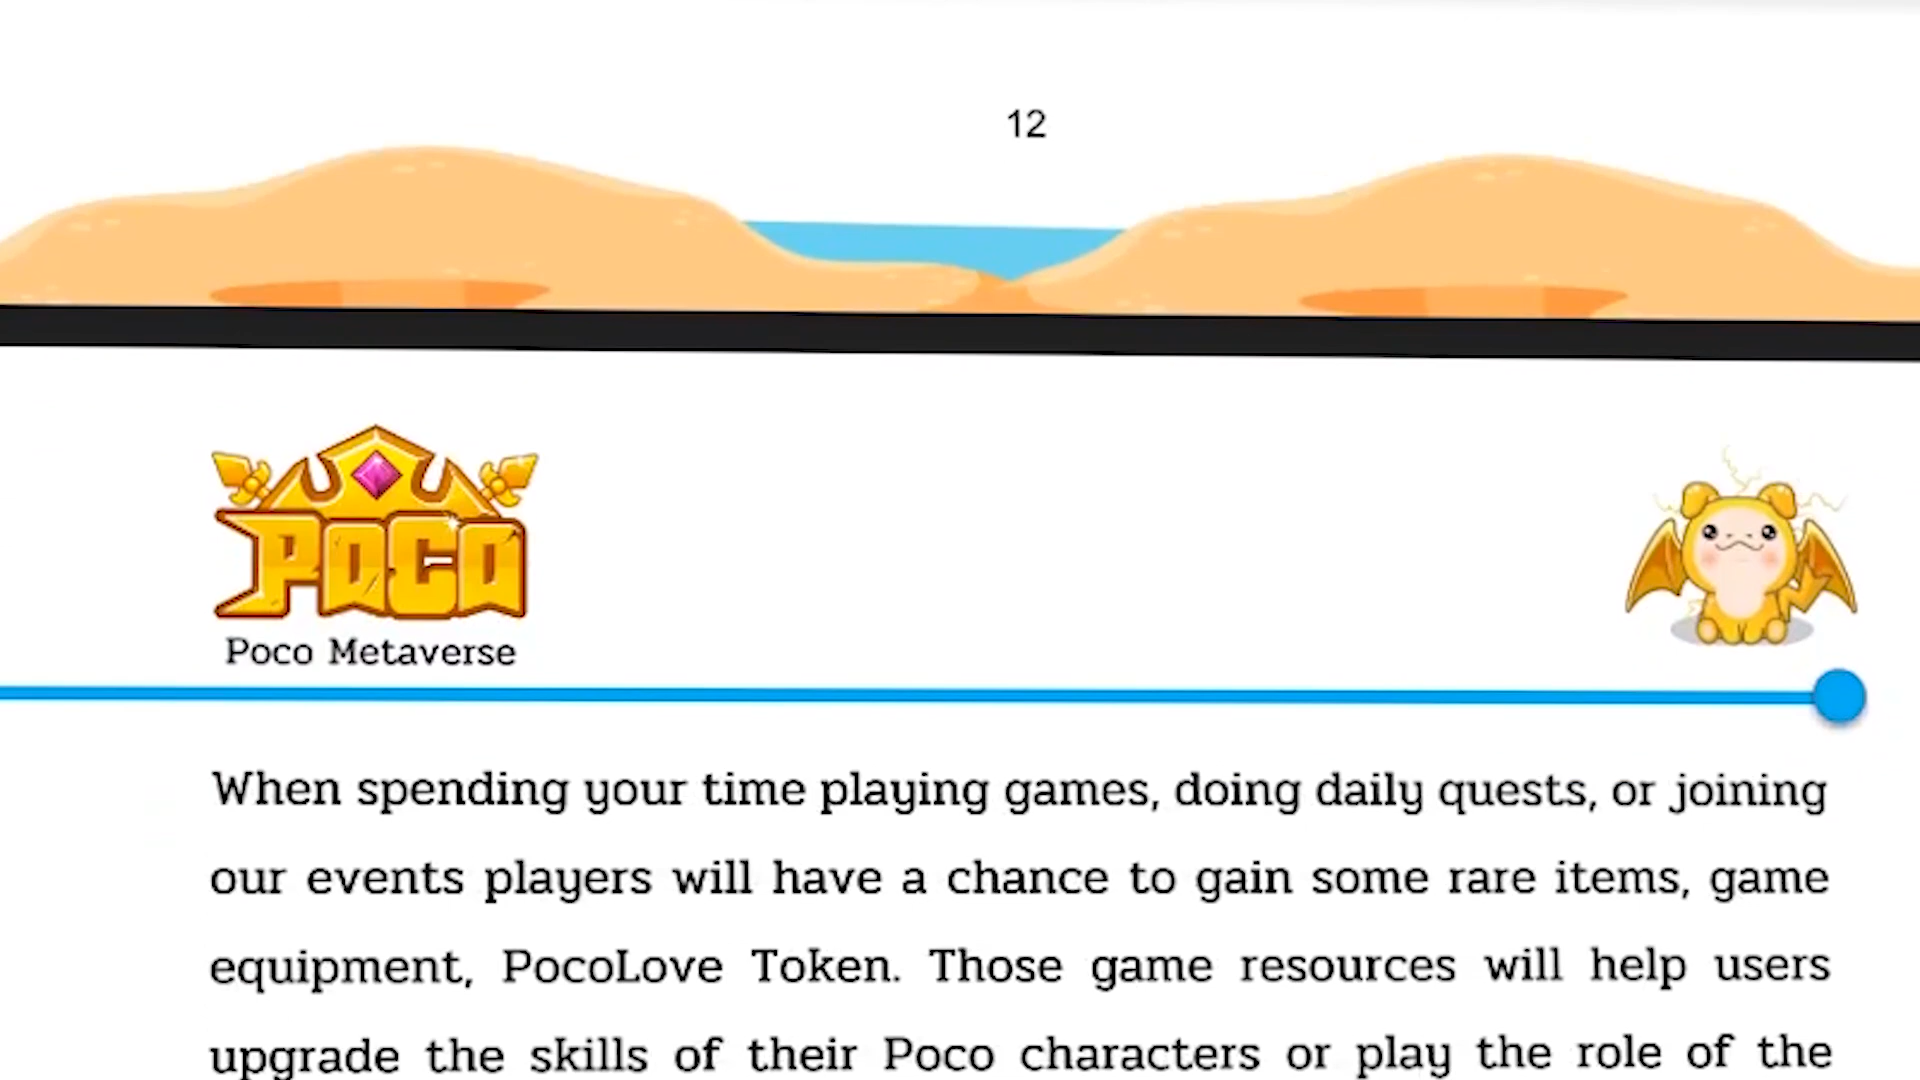 12
POCO
Poco Metaverse
When spending your time playing games, doing daily quests, or joining
our events players will have a chance to gain some rare items, game
equipment, PocoLove Token. Those game resources will help users
upgrade the skills of their Poco characters or play the role of the